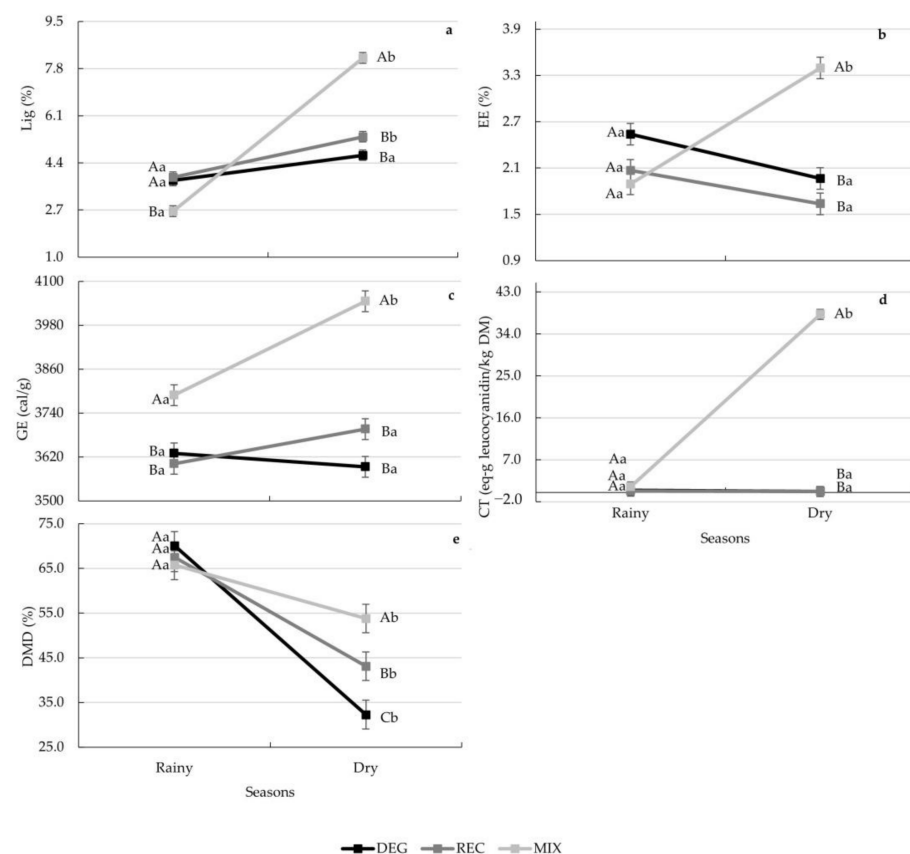 a
9.5
7.8
6.1
4.4
2.7
1.0
Lig (%)
Aa
Aa
Ba
Ab
Bb
Ba
b
3.9
3.3
2.7
2.1
1.5
0.9
EE (%)
Aa
Aa
Aa
Ab
Ba
Ba
c
4100
3980
3860
3740
3620
3500
GE (cal/g)
Aa
Ba
Ba
Ab
Ba
Ba
d
43.0
34.0
25.0
16.0
7.0
−2.0
CT (eq-g leucocyanidin/kg DM)
Aa
Aa
Aa
Ab
Ba
Ba
Rainy
Dry
Seasons
e
75.0
65.0
55.0
45.0
35.0
25.0
DMD (%)
Aa
Aa
Aa
Ab
Bb
Cb
Rainy
Dry
Seasons
DEG
REC
MIX